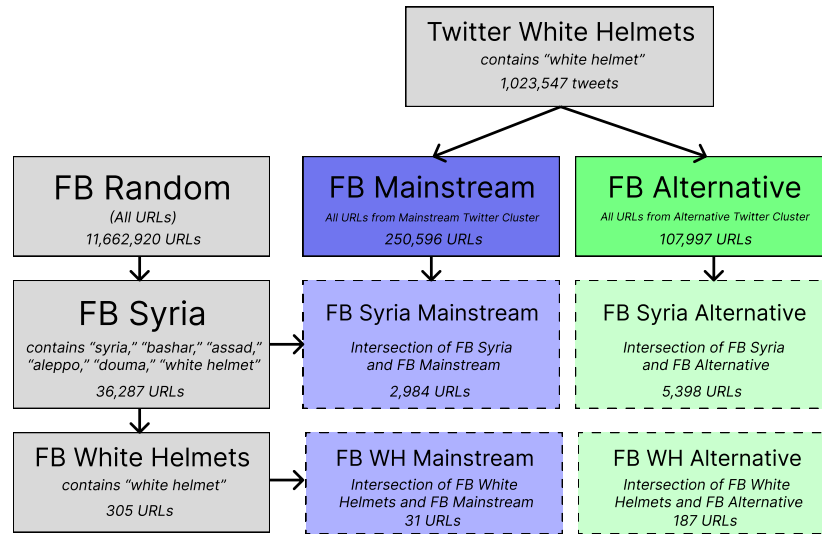 Twitter White Helmets
contains “white helmet”
1,023,547 tweets
FB Random
(All URLs)
11,662,920 URLs
FB Mainstream
All URLs from Mainstream Twitter Cluster
250,596 URLs
FB Alternative
All URLs from Alternative Twitter Cluster
107,997 URLs
FB Syria
contains “syria,” “bashar,” “assad,”
“aleppo,” “douma,” “white helmet”
36,287 URLs
FB Syria Mainstream
Intersection of FB Syria
and FB Mainstream
2,984 URLs
FB Syria Alternative
Intersection of FB Syria
and FB Alternative
5,398 URLs
FB White Helmets
contains “white helmet”
305 URLs
FB WH Mainstream
Intersection of FB White
Helmets and FB Mainstream
31 URLs
FB WH Alternative
Intersection of FB White
Helmets and FB Alternative
187 URLs